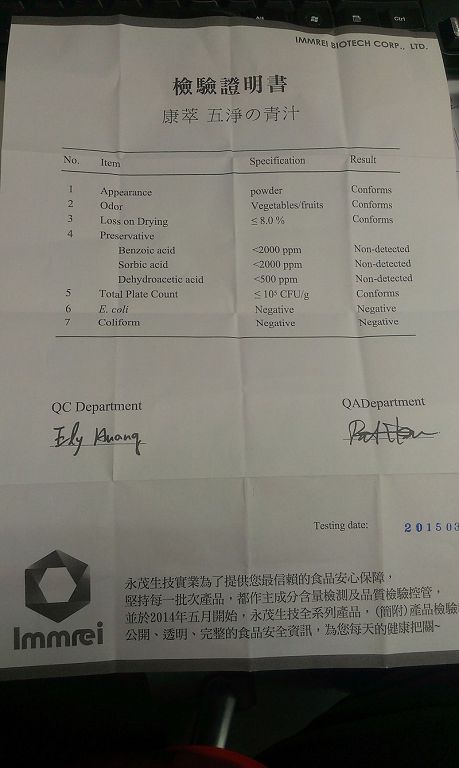 Alt
Ctrl
IMMREI BIOTECH CORP., LTD.
檢驗證明書
康萃 五淨の青汁
No. Item Specification Result
1 Appearance powder Conforms
2 Odor Vegetables/fruits Conforms
3 Loss on Drying ≤ 8.0 % Conforms
4 Preservative
Benzoic acid <2000 ppm Non-detected
Sorbic acid <2000 ppm Non-detected
Dehydroacetic acid <500 ppm Non-detected
5 Total Plate Count ≤ 10⁵ CFU/g Conforms
6 E. coli Negative Negative
7 Coliform Negative Negative
QC Department QADepartment
Ely Huang
Testing date: 201503
永茂生技實業為了提供您最信賴的食品安心保障，
堅持每一批次產品，都作主成分含量檢測及品質檢驗控管，
並於2014年五月開始，永茂生技全系列產品，(簡附)產品檢驗
公開、透明、完整的食品安全資訊，為您每天的健康把關~
Immrei